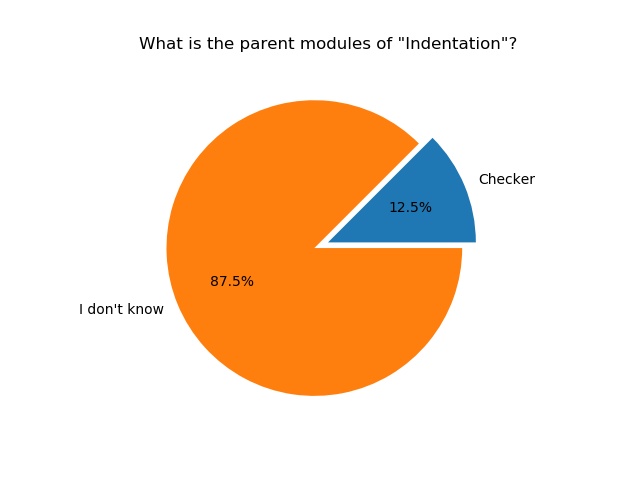 What is the parent modules of "Indentation"?
Checker
12.5%
87.5%
I don't know